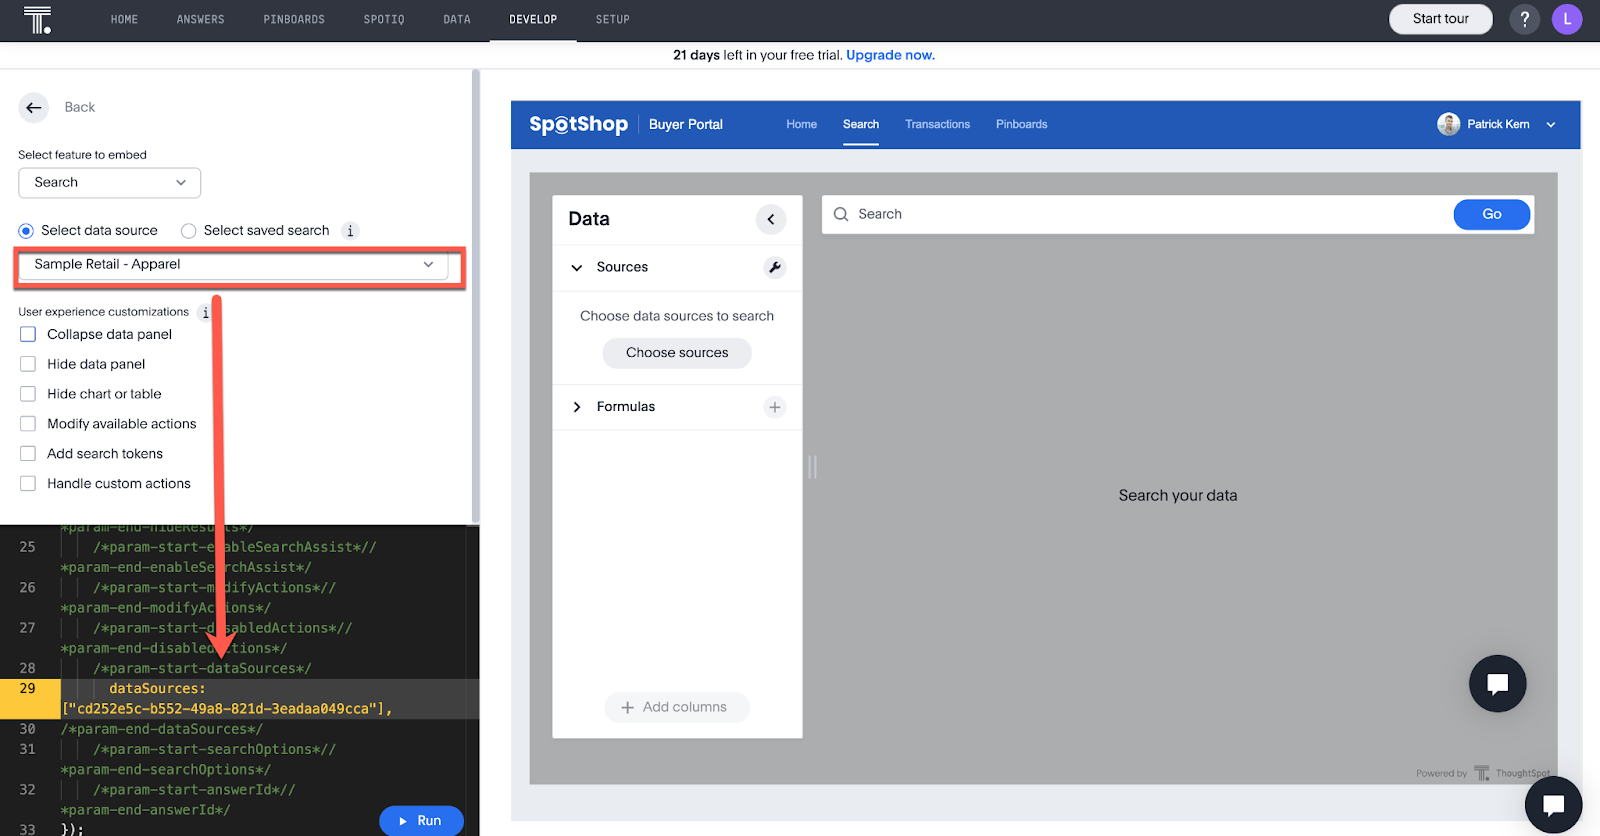 HOME ANSWERS PINBOARDS SPOTIQ DATA DEVELOP SETUP Start tour ? L
21 days left in your free trial. Upgrade now.
Back
Select feature to embed
Search
Select data source Select saved search i
Sample Retail - Apparel
User experience customizations i
Collapse data panel
Hide data panel
Hide chart or table
Modify available actions
Add search tokens
Handle custom actions
*param-end-hideResults*/
25 /*param-start-enableSearchAssist*//
*param-end-enableSearchAssist*/
26 /*param-start-modifyActions*//
*param-end-modifyActions*/
27 /*param-start-disabledActions*//
*param-end-disabledActions*/
28 /*param-start-dataSources*/
29 dataSources:
["cd252e5c-b552-49a8-821d-3eadaa049cca"],
30 /*param-end-dataSources*/
31 /*param-start-searchOptions*//
*param-end-searchOptions*/
32 /*param-start-answerId*//
*param-end-answerId*/
33 });
Run
SpotShop Buyer Portal Home Search Transactions Pinboards Patrick Kern
Data
Search Go
Sources
Choose data sources to search
Choose sources
Formulas
Search your data
Add columns
Powered by ThoughtSpot